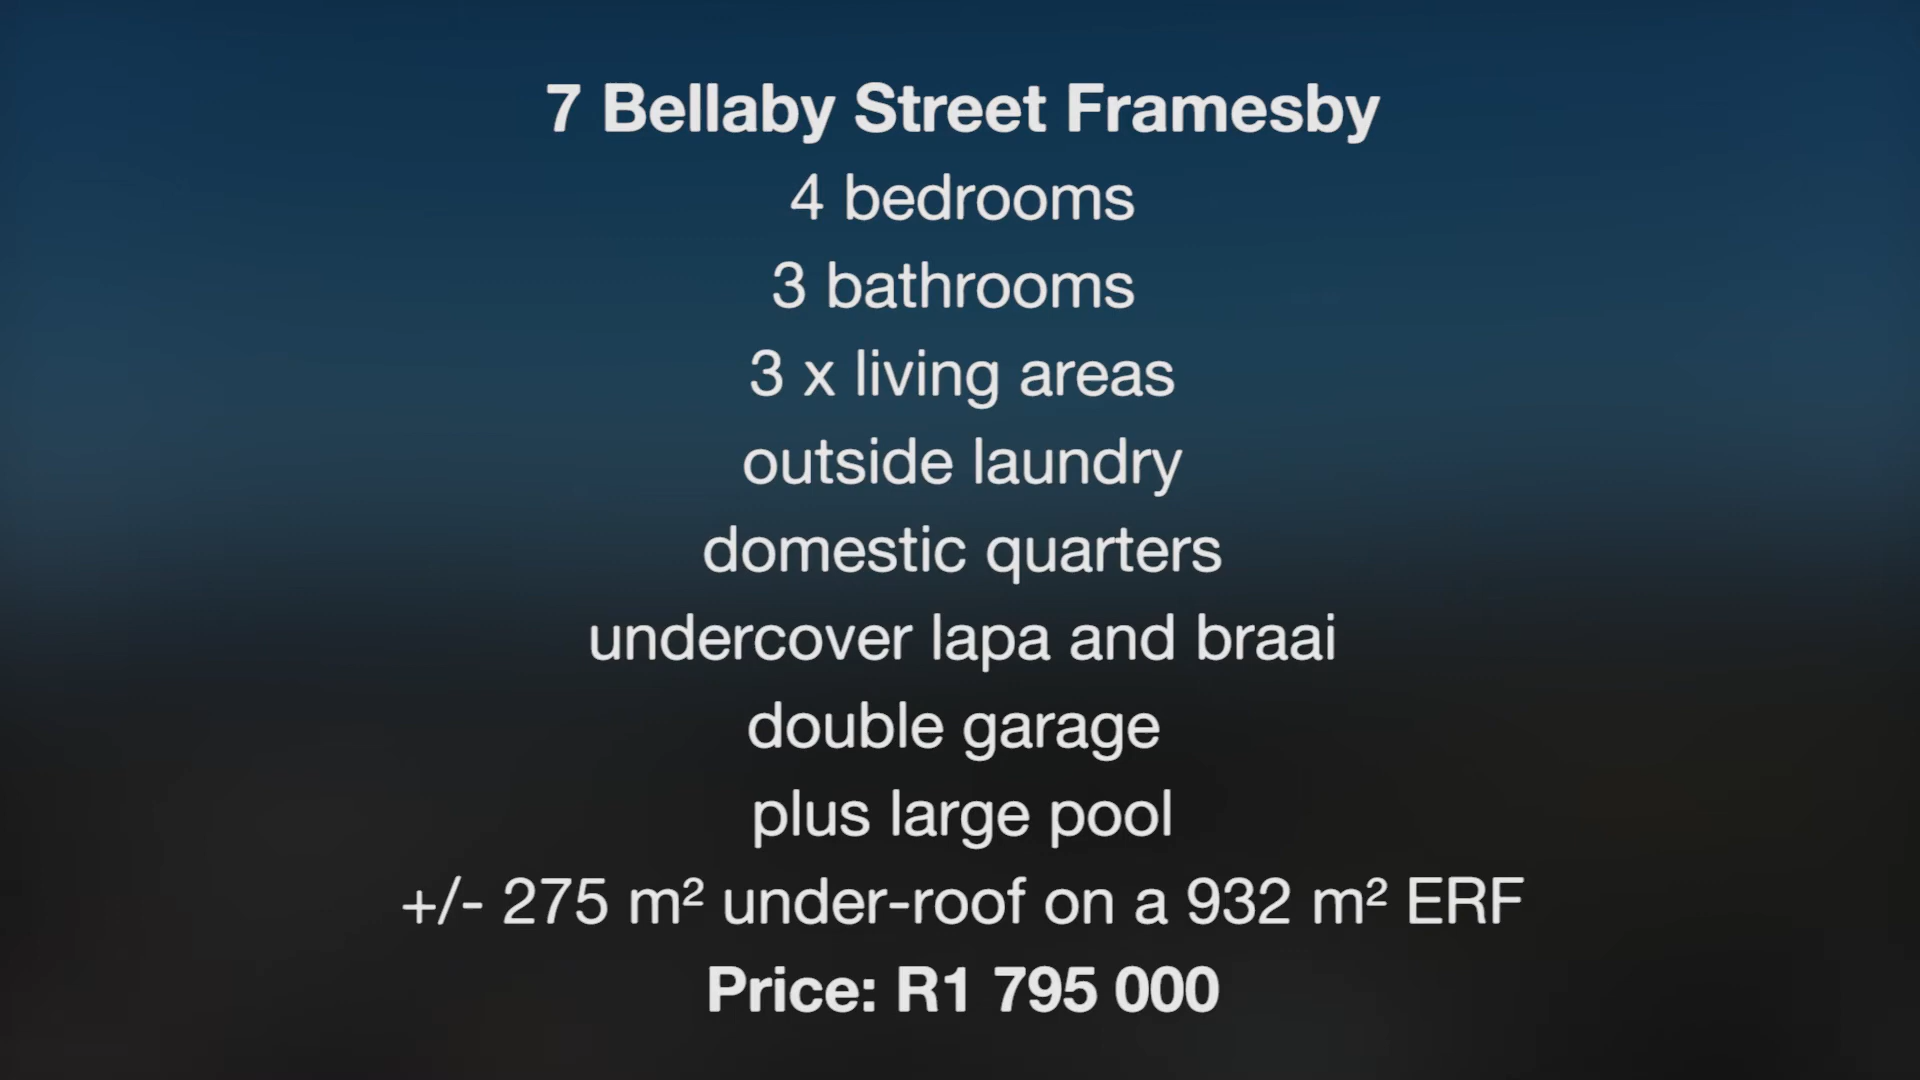 7 Bellaby Street Framesby
4 bedrooms
3 bathrooms
3 x living areas
outside laundry
domestic quarters
undercover lapa and braai
double garage
plus large pool
+/- 275 m² under-roof on a 932 m² ERF
Price: R1 795 000